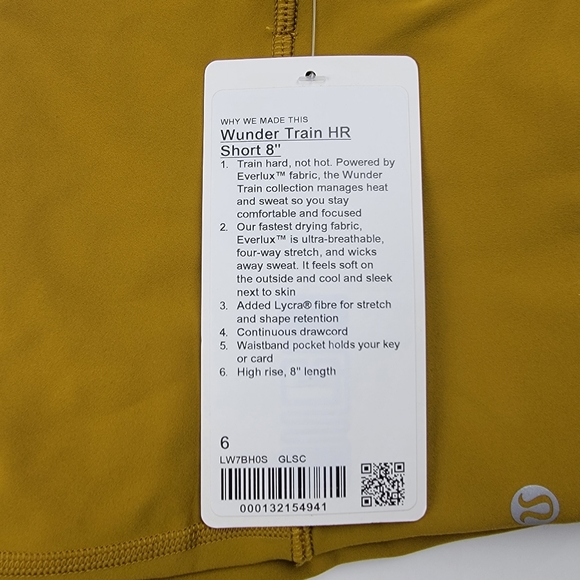 WHY WE MADE THIS
Wunder Train HR
Short 8"
1. Train hard, not hot. Powered by
Everlux™ fabric, the Wunder
Train collection manages heat
and sweat so you stay
comfortable and focused
2. Our fastest drying fabric,
Everlux™ is ultra-breathable,
four-way stretch, and wicks
away sweat. It feels soft on
the outside and cool and sleek
next to skin
3. Added Lycra® fibre for stretch
and shape retention
4. Continuous drawcord
5. Waistband pocket holds your key
or card
6. High rise, 8" length
6
LW7BH0S GLSC
000132154941